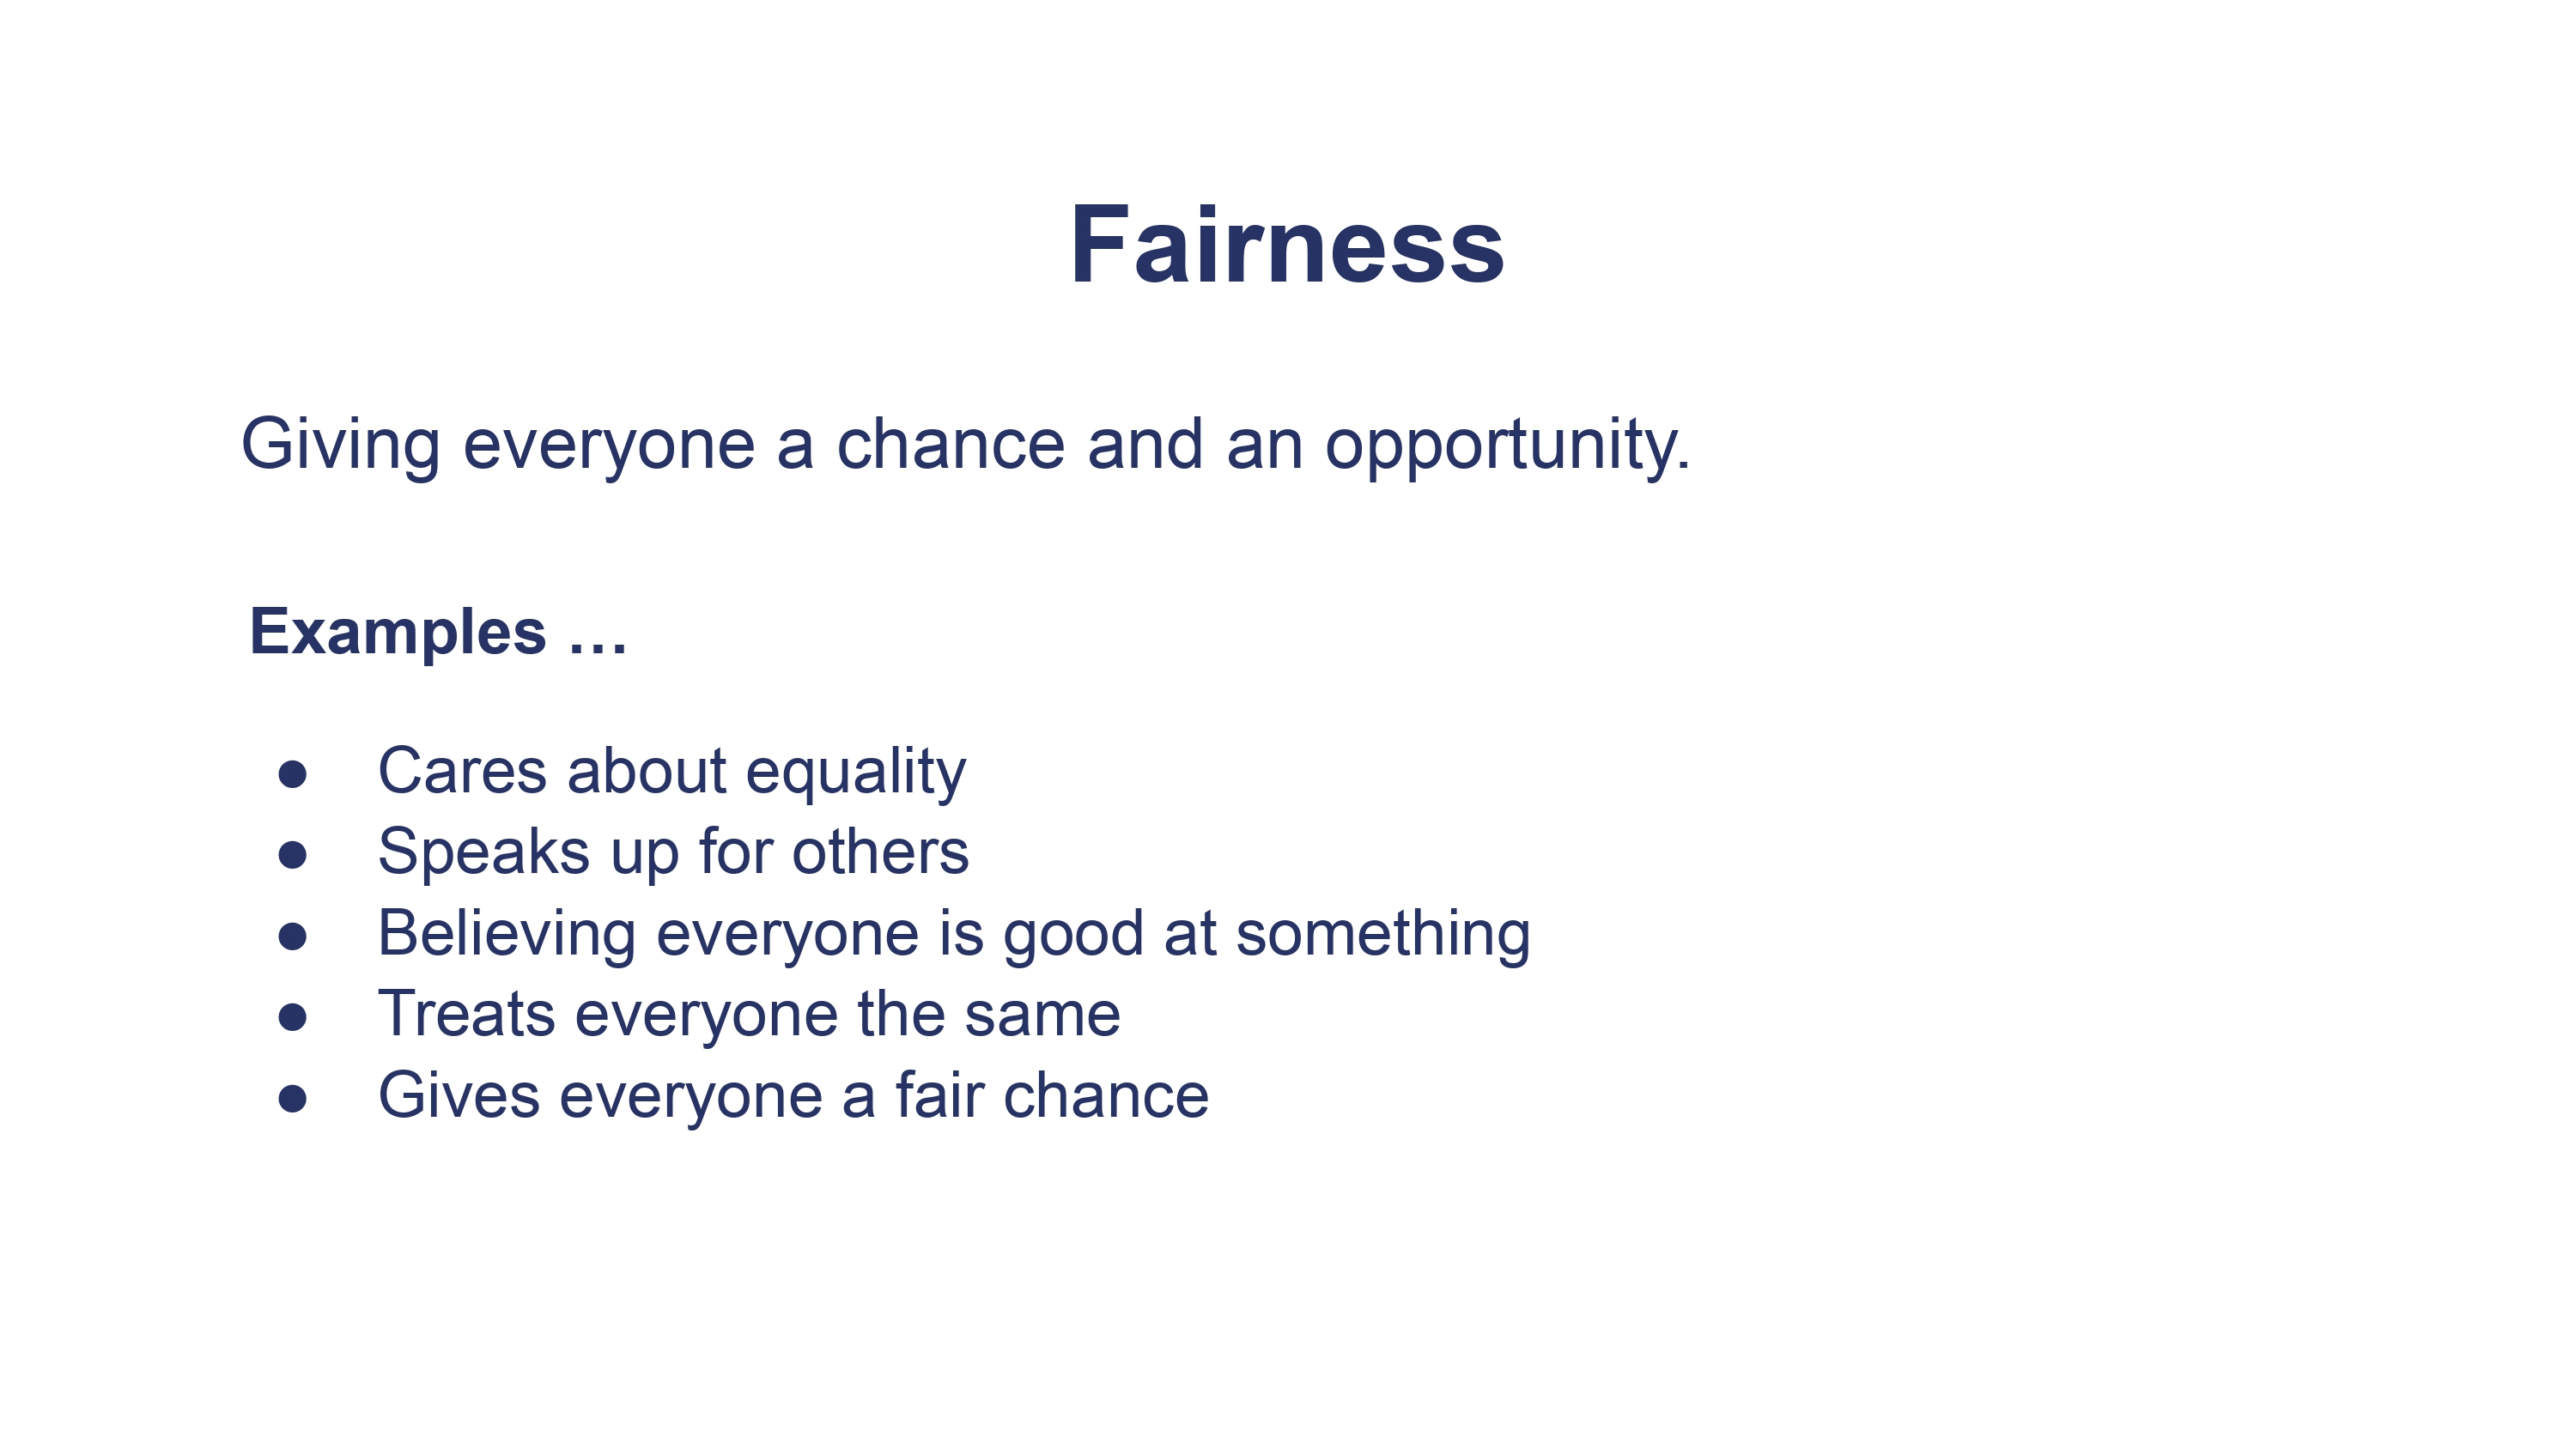 Fairness
Giving everyone a chance and an opportunity.
Examples …
● Cares about equality
● Speaks up for others
● Believing everyone is good at something
● Treats everyone the same
● Gives everyone a fair chance